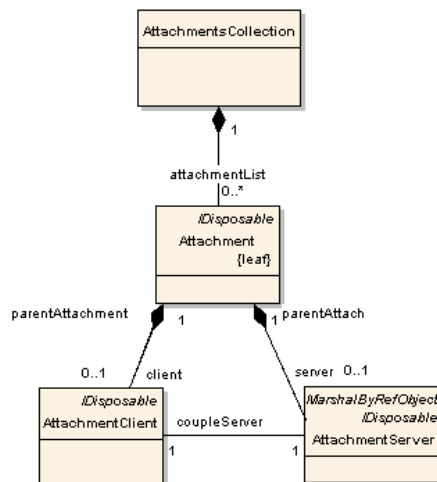 AttachmentsCollection
1
attachmentList
0..*
IDisposable
Attachment
{leaf}
parentAttachment
1
1
parentAttach
0..1
client
server
0..1
IDisposable
AttachmentClient
coupleServer
1
1
MarshalByRefObject
IDisposable
AttachmentServer